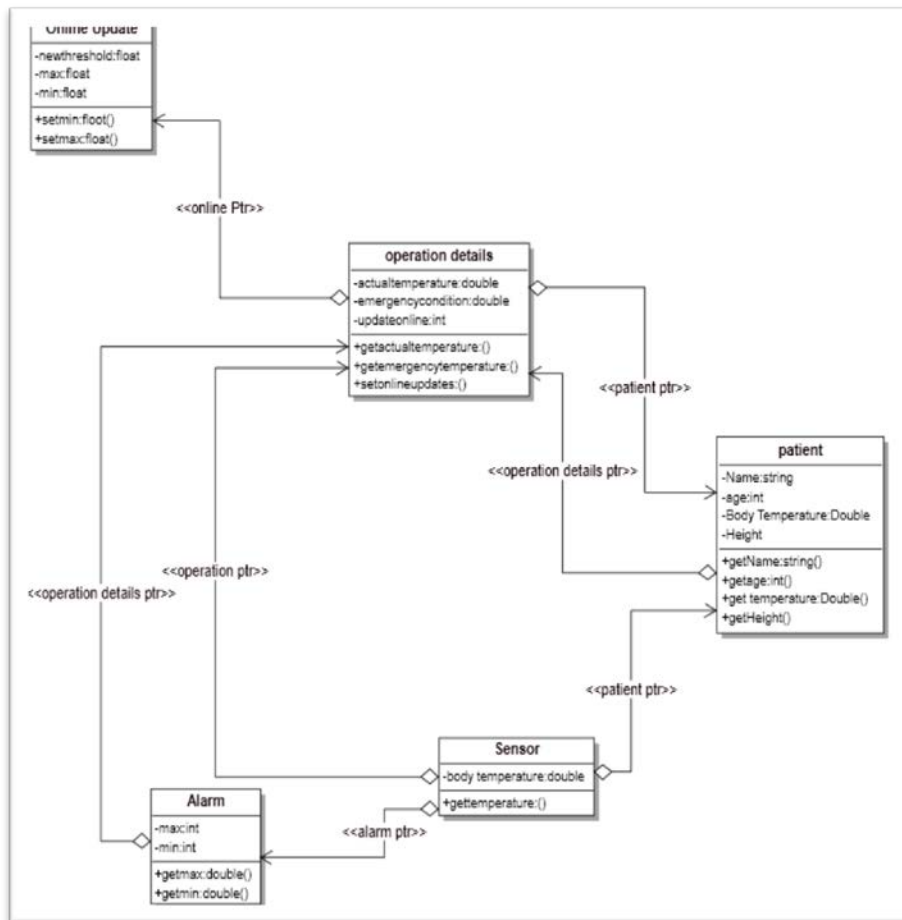 Online Update
-newthreshold:float
-max:float
-min:float
+setmin:floot()
+setmax:float()
<<online Ptr>>
operation details
-actualtemperature:double
-emergencycondition:double
-updateonline:int
+getactualtemperature:()
+getemergencytemperature:()
+setonlineupdates:()
<<patient ptr>>
<<operation details ptr>>
patient
-Name:string
-age:int
-Body Temperature:Double
-Height
+getName:string()
+getage:int()
+get temperature:Double()
+getHeight()
<<operation ptr>>
<<operation details ptr>>
<<patient ptr>>
Sensor
-body temperature:double
+gettemperature:()
<<alarm ptr>>
Alarm
-max:int
-min:int
+getmax:double()
+getmin:double()